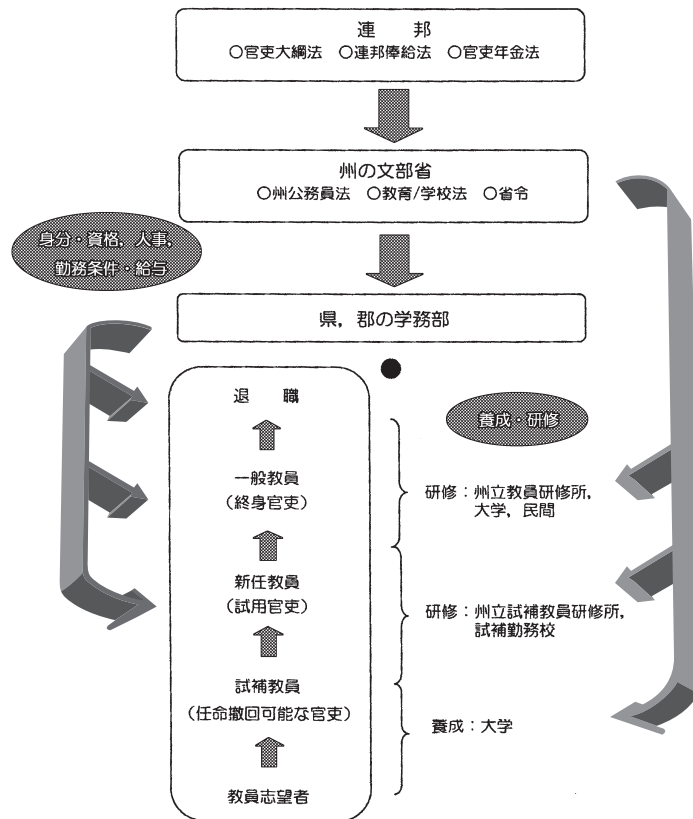 連　　邦
○官吏大綱法　○連邦俸給法　○官吏年金法
州の文部省
○州公務員法　○教育/学校法　○省令
身分・資格，人事，
勤務条件・給与
県，郡の学務部
退　　職
養成・研修
一般教員
（終身官吏）
研修：州立教員研修所，
大学，民間
新任教員
（試用官吏）
研修：州立試補教員研修所，
試補勤務校
試補教員
（任命撤回可能な官吏）
養成：大学
教員志望者